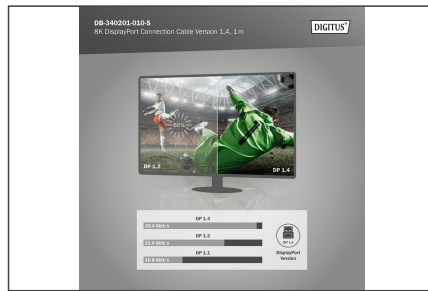 DB-340201-010-S
8K DisplayPort Connection Cable Version 1.4, 1 m
DIGITUS®
60%
DP 1.2
DP 1.4
DP 1.4
32.4 Gbit/s
DP 1.2
21.6 Gbit/s
DP 1.1
10.8 Gbit/s
DP 1.4
DisplayPort
Version